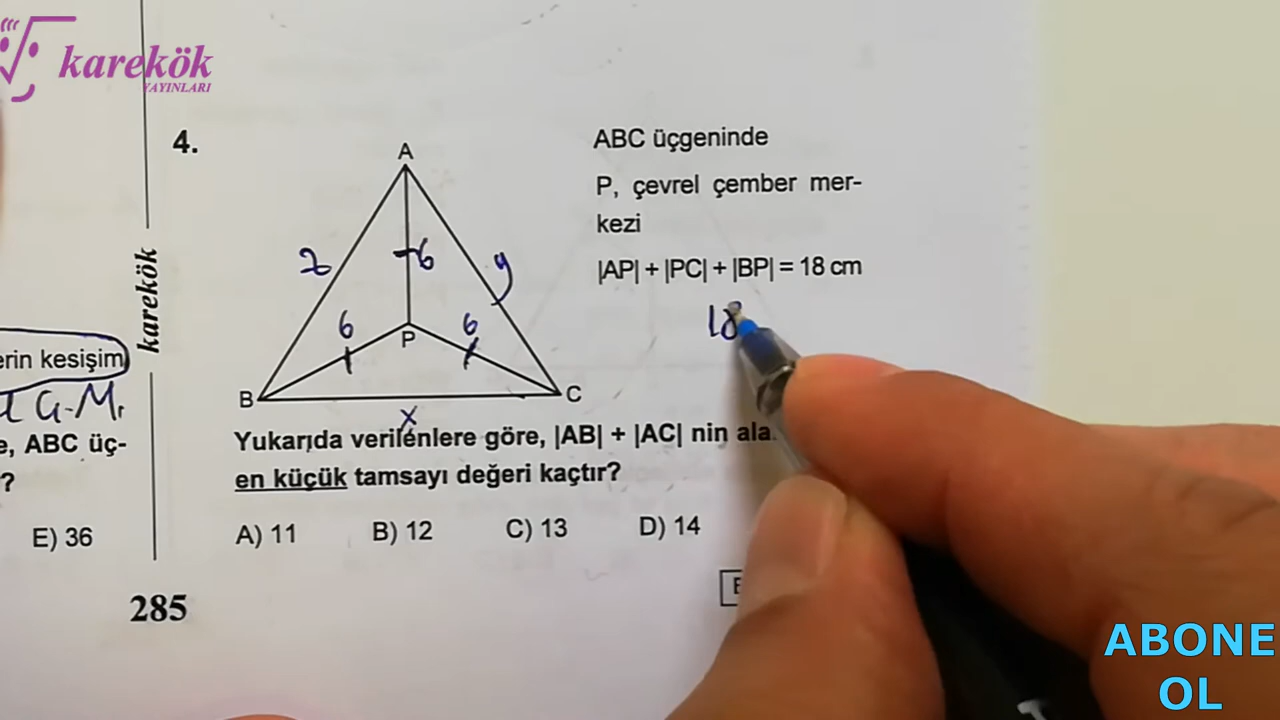 karekök
YAYINLARI
4.
ABC üçgeninde
P, çevrel çember mer-
kezi
|AP| + |PC| + |BP| = 18 cm
18
A
z
6
y
6
6
P
B
C
x
Yukarıda verilenlere göre, |AB| + |AC| nin
en küçük tamsayı değeri kaçtır?
A) 11 B) 12 C) 13 D) 14
karekök
erin kesişim
G.M.
e, ABC üç-
?
E) 36
285
ABONE
OL